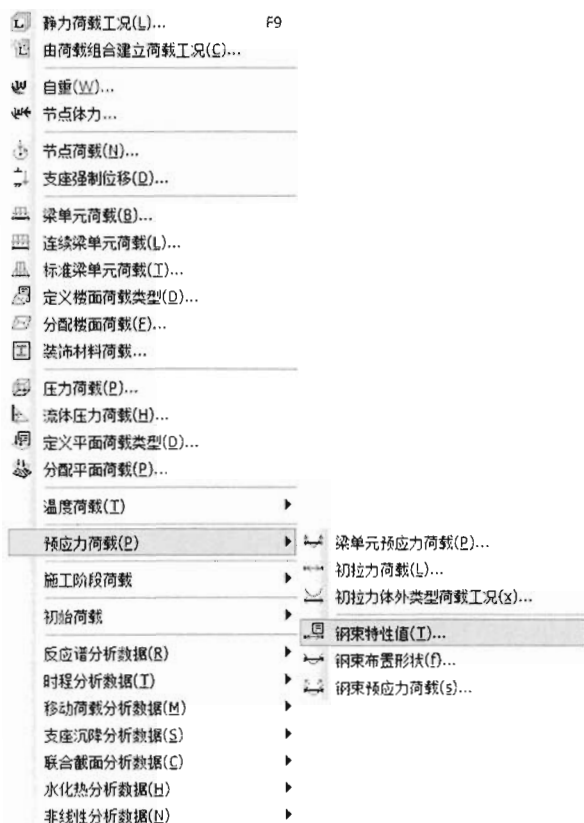 静力荷载工况(L)... F9
由荷载组合建立荷载工况(C)...
自重(W)...
节点体力...
节点荷载(N)...
支座强制位移(D)...
梁单元荷载(B)...
连续梁单元荷载(L)...
标准梁单元荷载(T)...
定义楼面荷载类型(D)...
分配楼面荷载(F)...
装饰材料荷载...
压力荷载(P)...
流体压力荷载(H)...
定义平面荷载类型(D)...
分配平面荷载(P)...
温度荷载(T)
预应力荷载(P)
梁单元预应力荷载(P)...
初拉力荷载(L)...
初拉力体外类型荷载工况(x)...
钢束特性值(T)...
钢束布置形状(f)...
钢束预应力荷载(s)...
施工阶段荷载
初始荷载
反应谱分析数据(R)
时程分析数据(T)
移动荷载分析数据(M)
支座沉降分析数据(S)
联合截面分析数据(C)
水化热分析数据(H)
非线性分析数据(N)